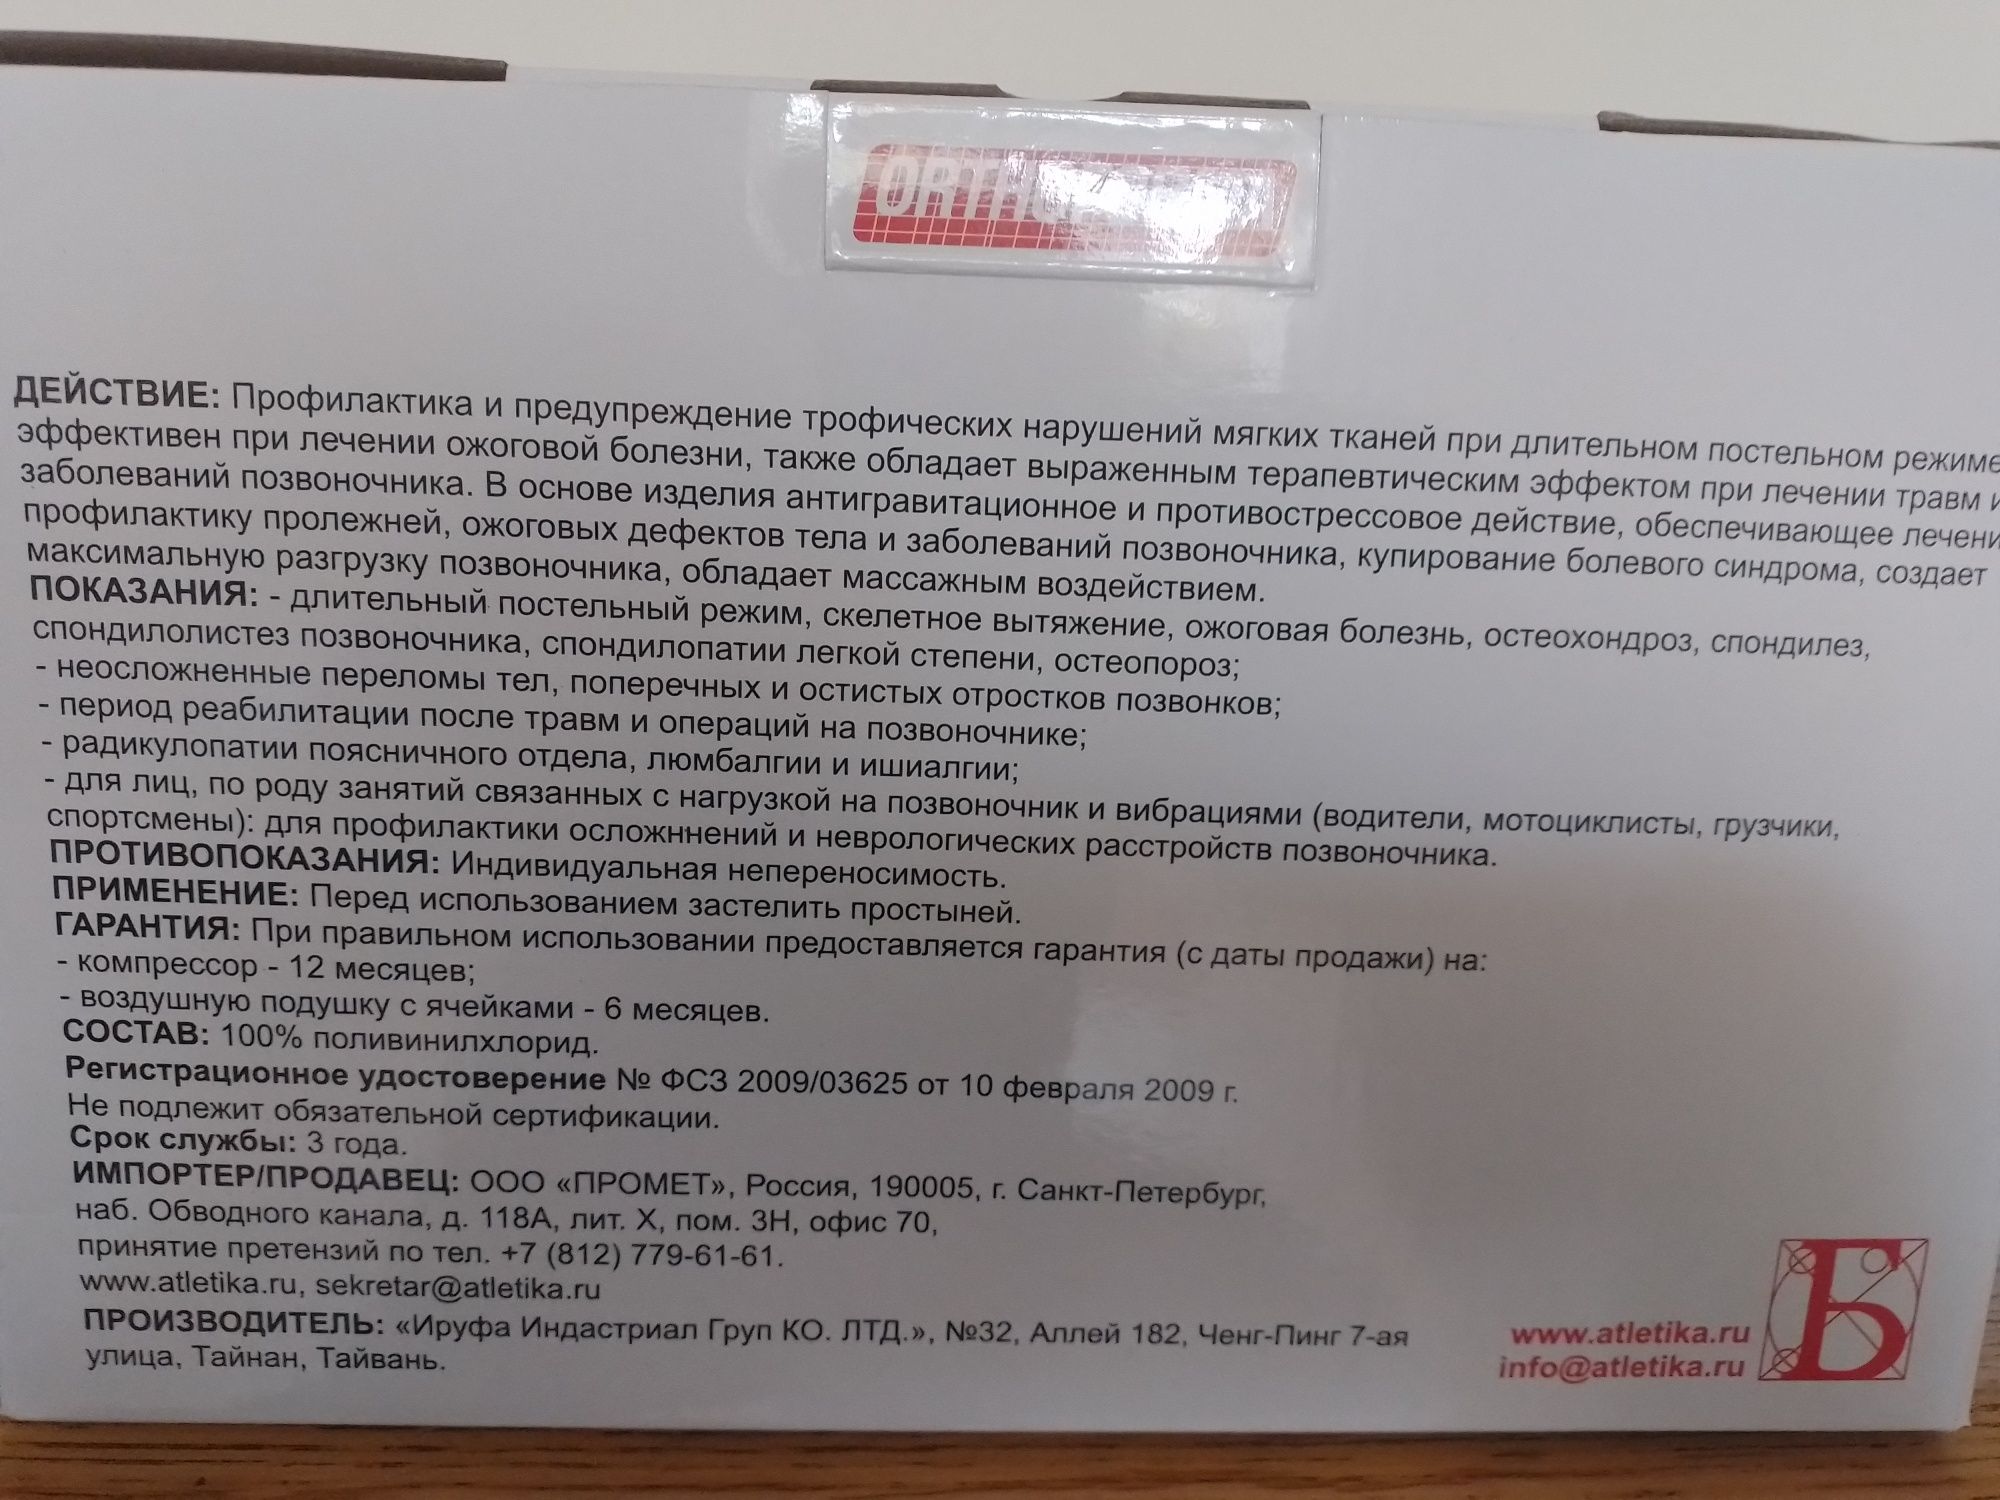 ДЕЙСТВИЕ: Профилактика и предупреждение трофических нарушений мягких тканей при длительном постельном режиме
эффективен при лечении ожоговой болезни, также обладает выраженным терапевтическим эффектом при лечении травм и
заболеваний позвоночника. В основе изделия антигравитационное и противострессовое действие, обеспечивающее лечени
профилактику пролежней, ожоговых дефектов тела и заболеваний позвоночника, купирование болевого синдрома, создает
максимальную разгрузку позвоночника, обладает массажным воздействием.
ПОКАЗАНИЯ: - длительный постельный режим, скелетное вытяжение, ожоговая болезнь, остеохондроз, спондилез,
спондилолистез позвоночника, спондилопатии легкой степени, остеопороз;
- неосложненные переломы тел, поперечных и остистых отростков позвонков;
- период реабилитации после травм и операций на позвоночнике;
- радикулопатии поясничного отдела, люмбалгии и ишиалгии;
- для лиц, по роду занятий связанных с нагрузкой на позвоночник и вибрациями (водители, мотоциклисты, грузчики,
спортсмены): для профилактики осложннений и неврологических расстройств позвоночника.
ПРОТИВОПОКАЗАНИЯ: Индивидуальная непереносимость.
ПРИМЕНЕНИЕ: Перед использованием застелить простыней.
ГАРАНТИЯ: При правильном использовании предоставляется гарантия (с даты продажи) на:
- компрессор - 12 месяцев;
- воздушную подушку с ячейками - 6 месяцев.
СОСТАВ: 100% поливинилхлорид.
Регистрационное удостоверение № ФСЗ 2009/03625 от 10 февраля 2009 г.
Не подлежит обязательной сертификации.
Срок службы: 3 года.
ИМПОРТЕР/ПРОДАВЕЦ: ООО «ПРОМЕТ», Россия, 190005, г. Санкт-Петербург,
наб. Обводного канала, д. 118А, лит. Х, пом. 3Н, офис 70,
принятие претензий по тел. +7 (812) 779-61-61.
www.atletika.ru, sekretar@atletika.ru
ПРОИЗВОДИТЕЛЬ: «Ируфа Индастриал Груп КО. ЛТД.», №32, Аллей 182, Ченг-Пинг 7-ая
улица, Тайнан, Тайвань.
www.atletika.ru
info@atletika.ru
Б